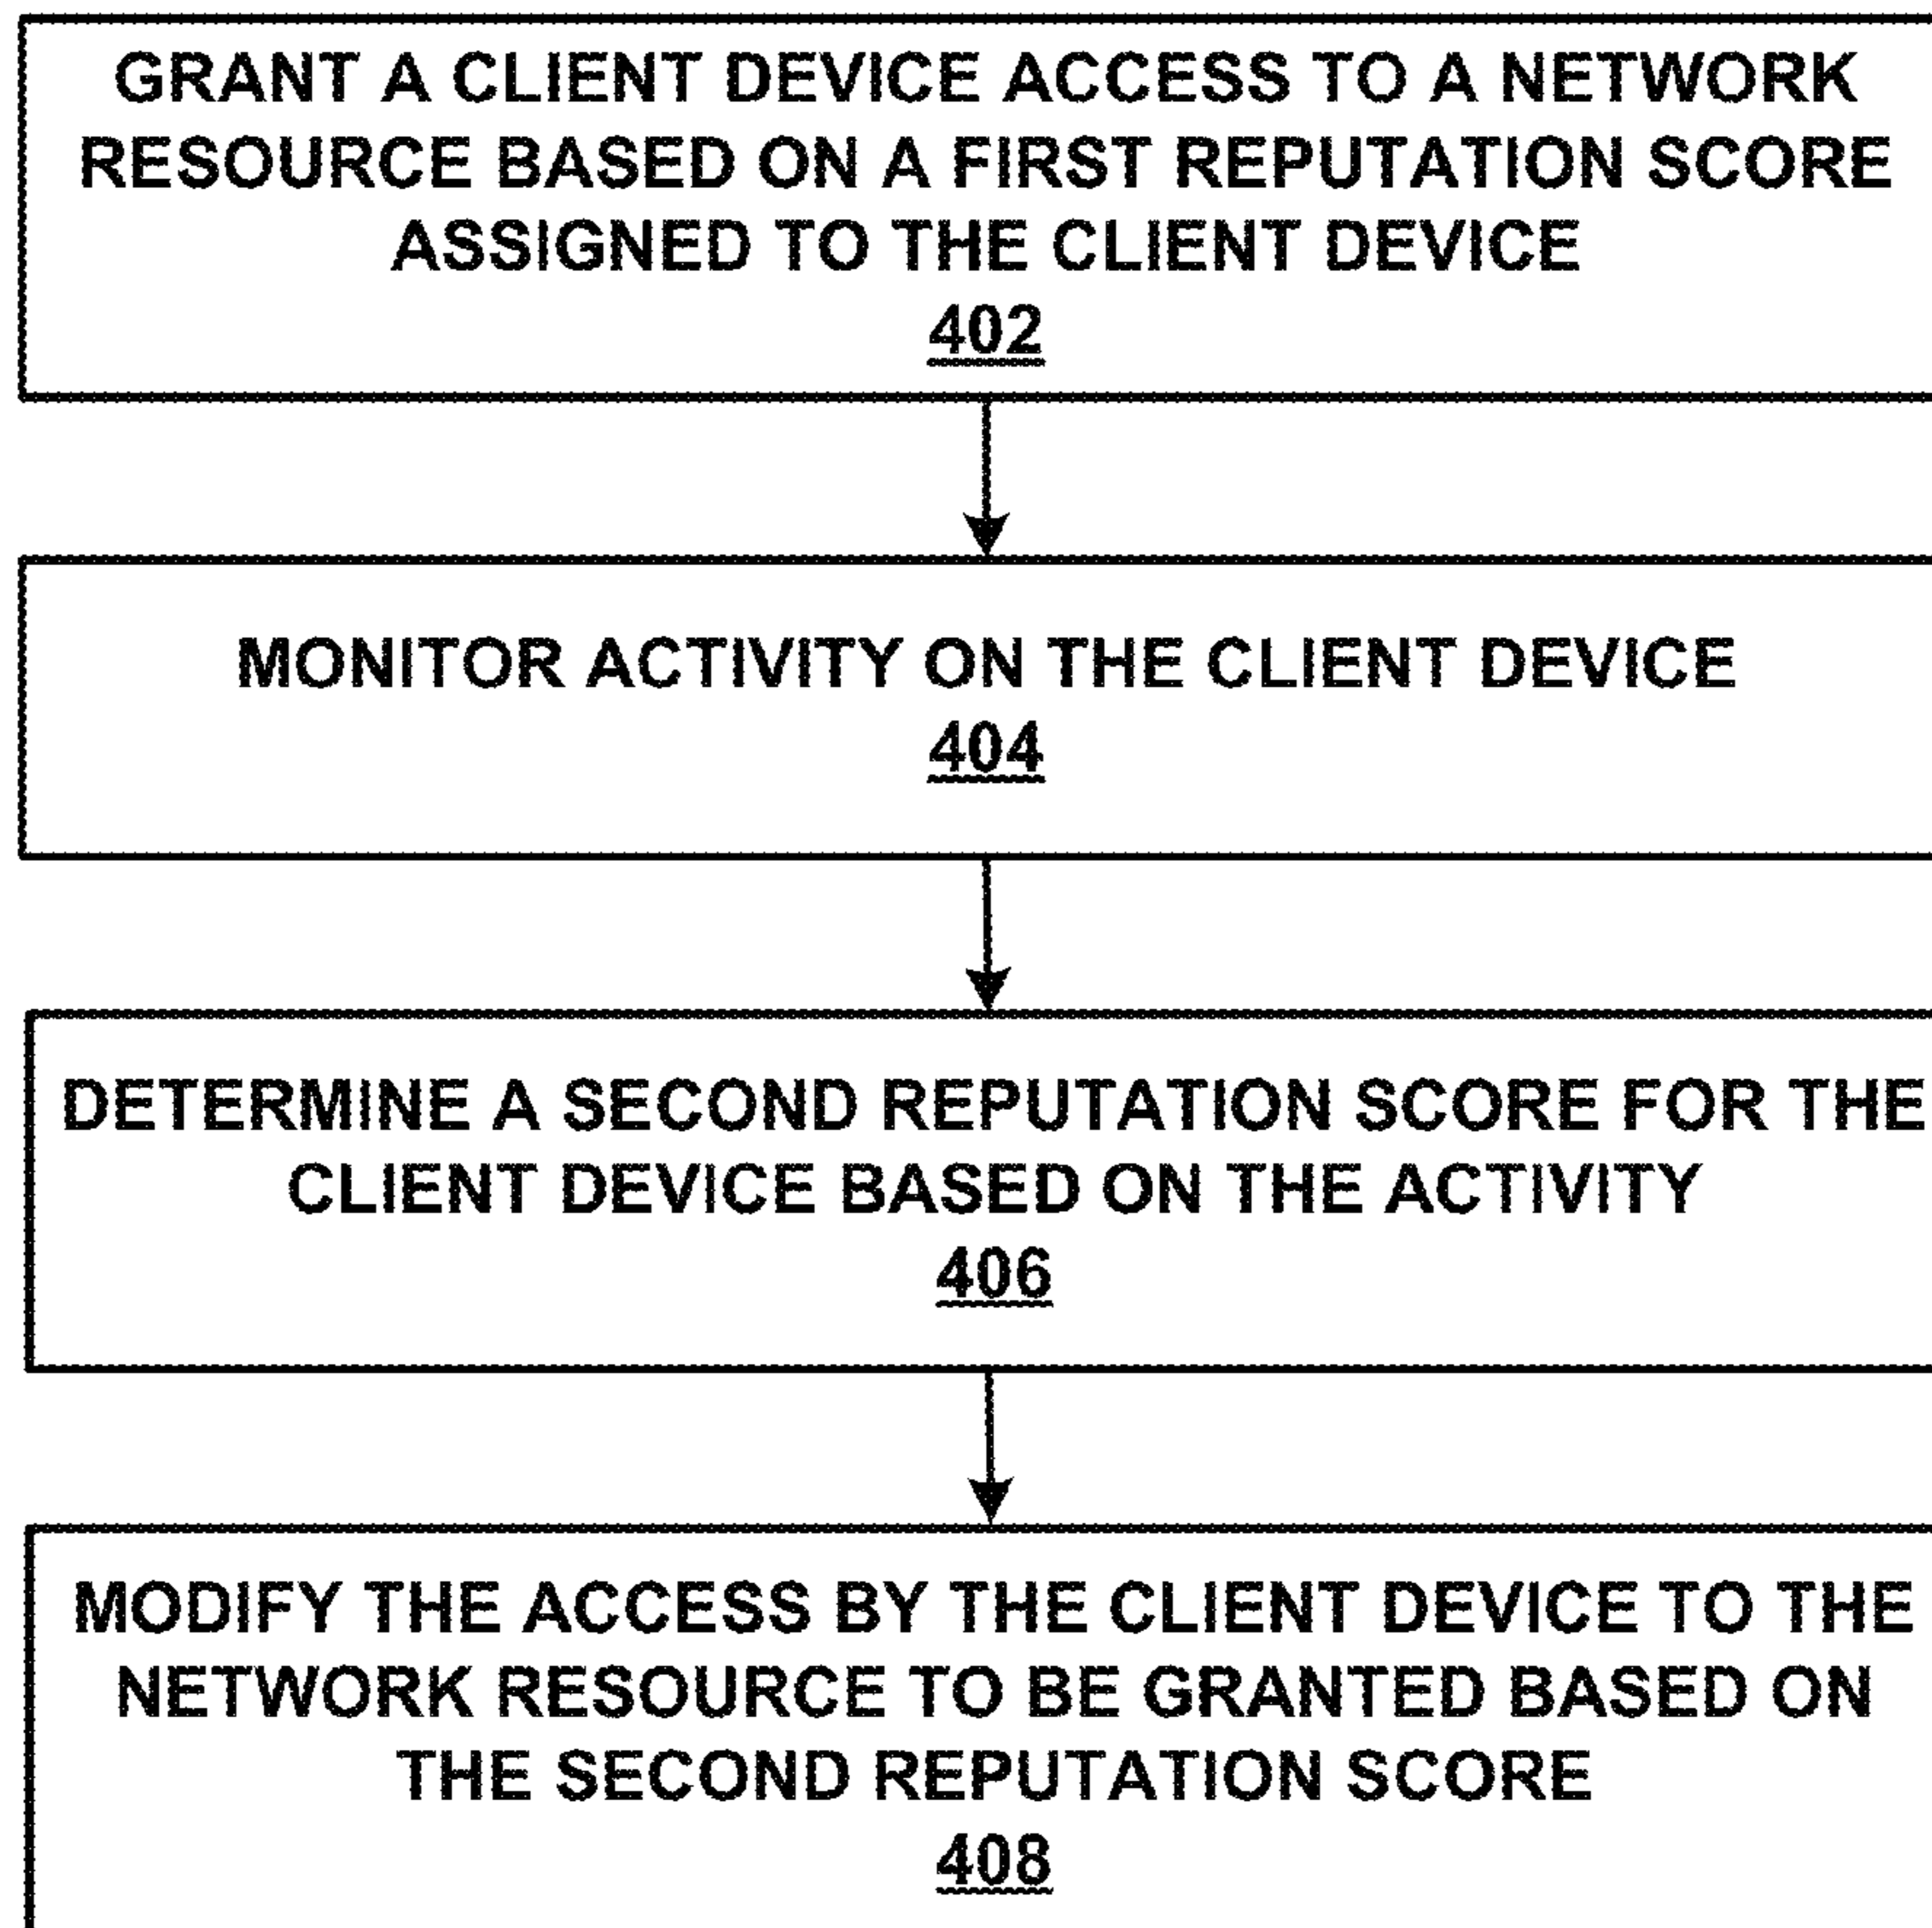 GRANT A CLIENT DEVICE ACCESS TO A NETWORK
RESOURCE BASED ON A FIRST REPUTATION SCORE
ASSIGNED TO THE CLIENT DEVICE
402
MONITOR ACTIVITY ON THE CLIENT DEVICE
404
DETERMINE A SECOND REPUTATION SCORE FOR THE
CLIENT DEVICE BASED ON THE ACTIVITY
406
MODIFY THE ACCESS BY THE CLIENT DEVICE TO THE
NETWORK RESOURCE TO BE GRANTED BASED ON
THE SECOND REPUTATION SCORE
408